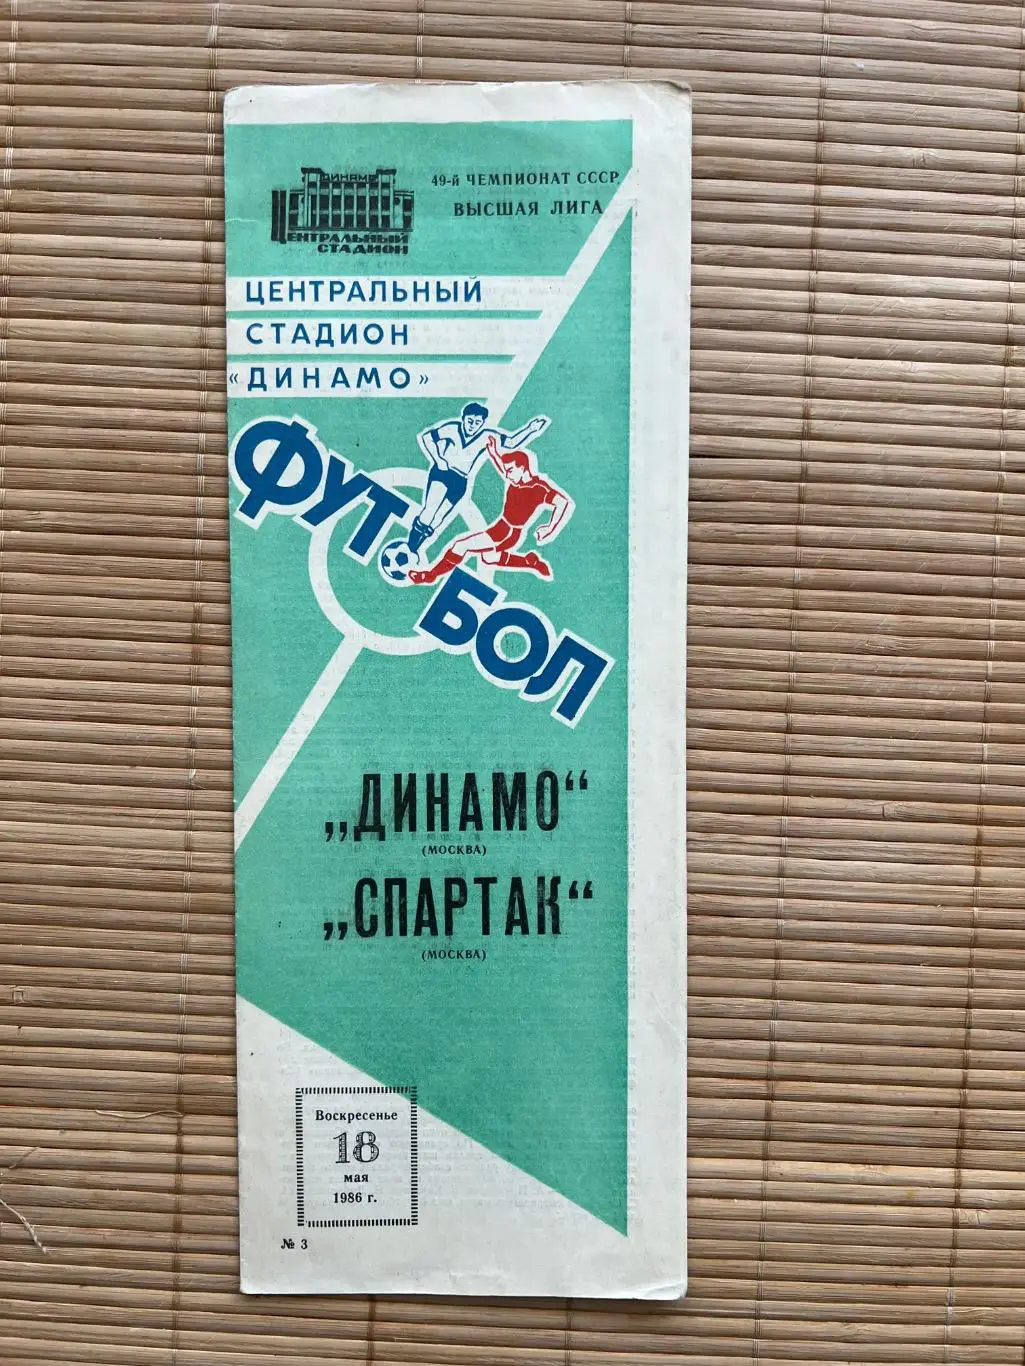 ДИНАМО
ЦЕНТРАЛЬНЫЙ
СТАДИОН
49-й ЧЕМПИОНАТ СССР
ВЫСШАЯ ЛИГА
ЦЕНТРАЛЬНЫЙ
СТАДИОН
«ДИНАМО»
ФУТ
БОЛ
„ДИНАМО“
(МОСКВА)
„СПАРТАК“
(МОСКВА)
Воскресенье
18
мая
1986 г.
№ 3